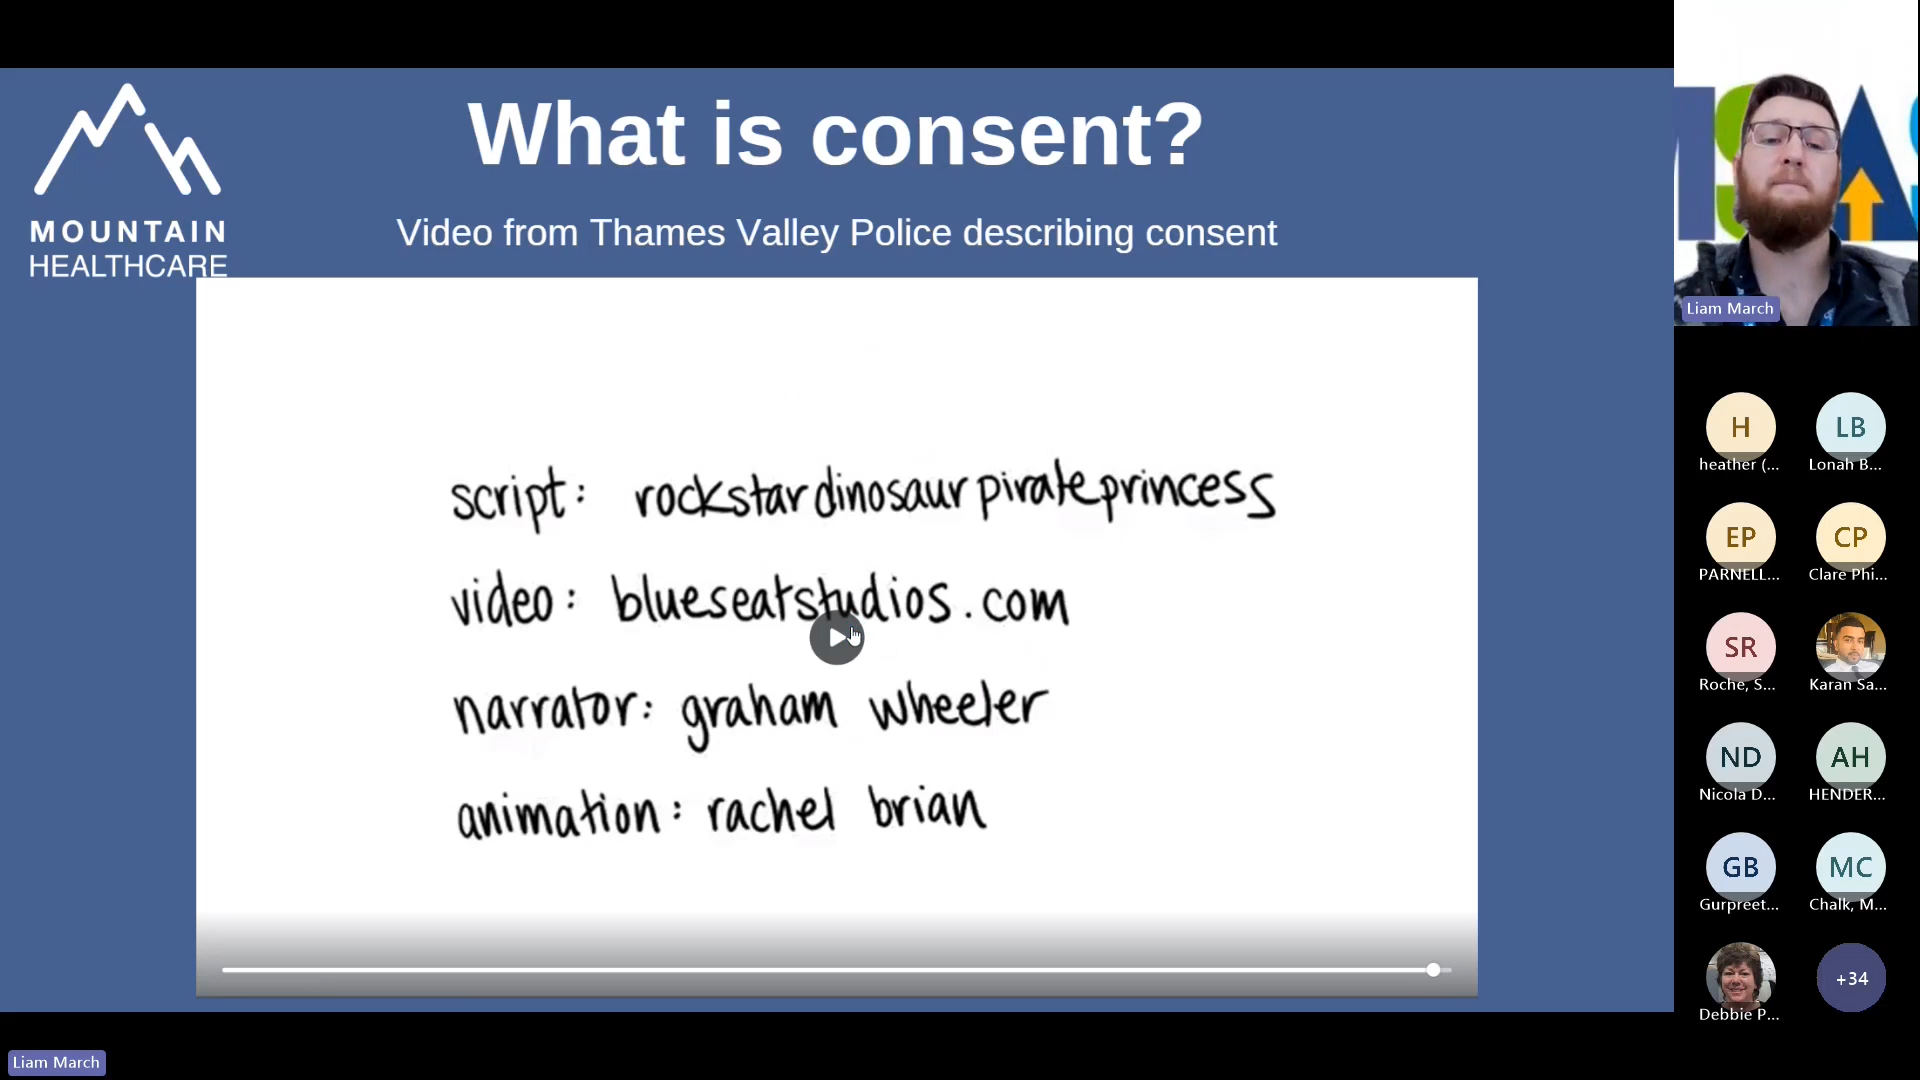 What is consent?
MOUNTAIN
HEALTHCARE
Video from Thames Valley Police describing consent
script: rockstardinosaurpirateprincess
video: blueseatstudios.com
narrator: graham wheeler
animation: rachel brian
Liam March
H
heather (...
LB
Lonah B...
EP
PARNELL...
CP
Clare Phi...
SR
Roche, S...
Karan Sa...
ND
Nicola D...
AH
HENDER...
GB
Gurpreet...
MC
Chalk, M...
Debbie P...
+34
Liam March